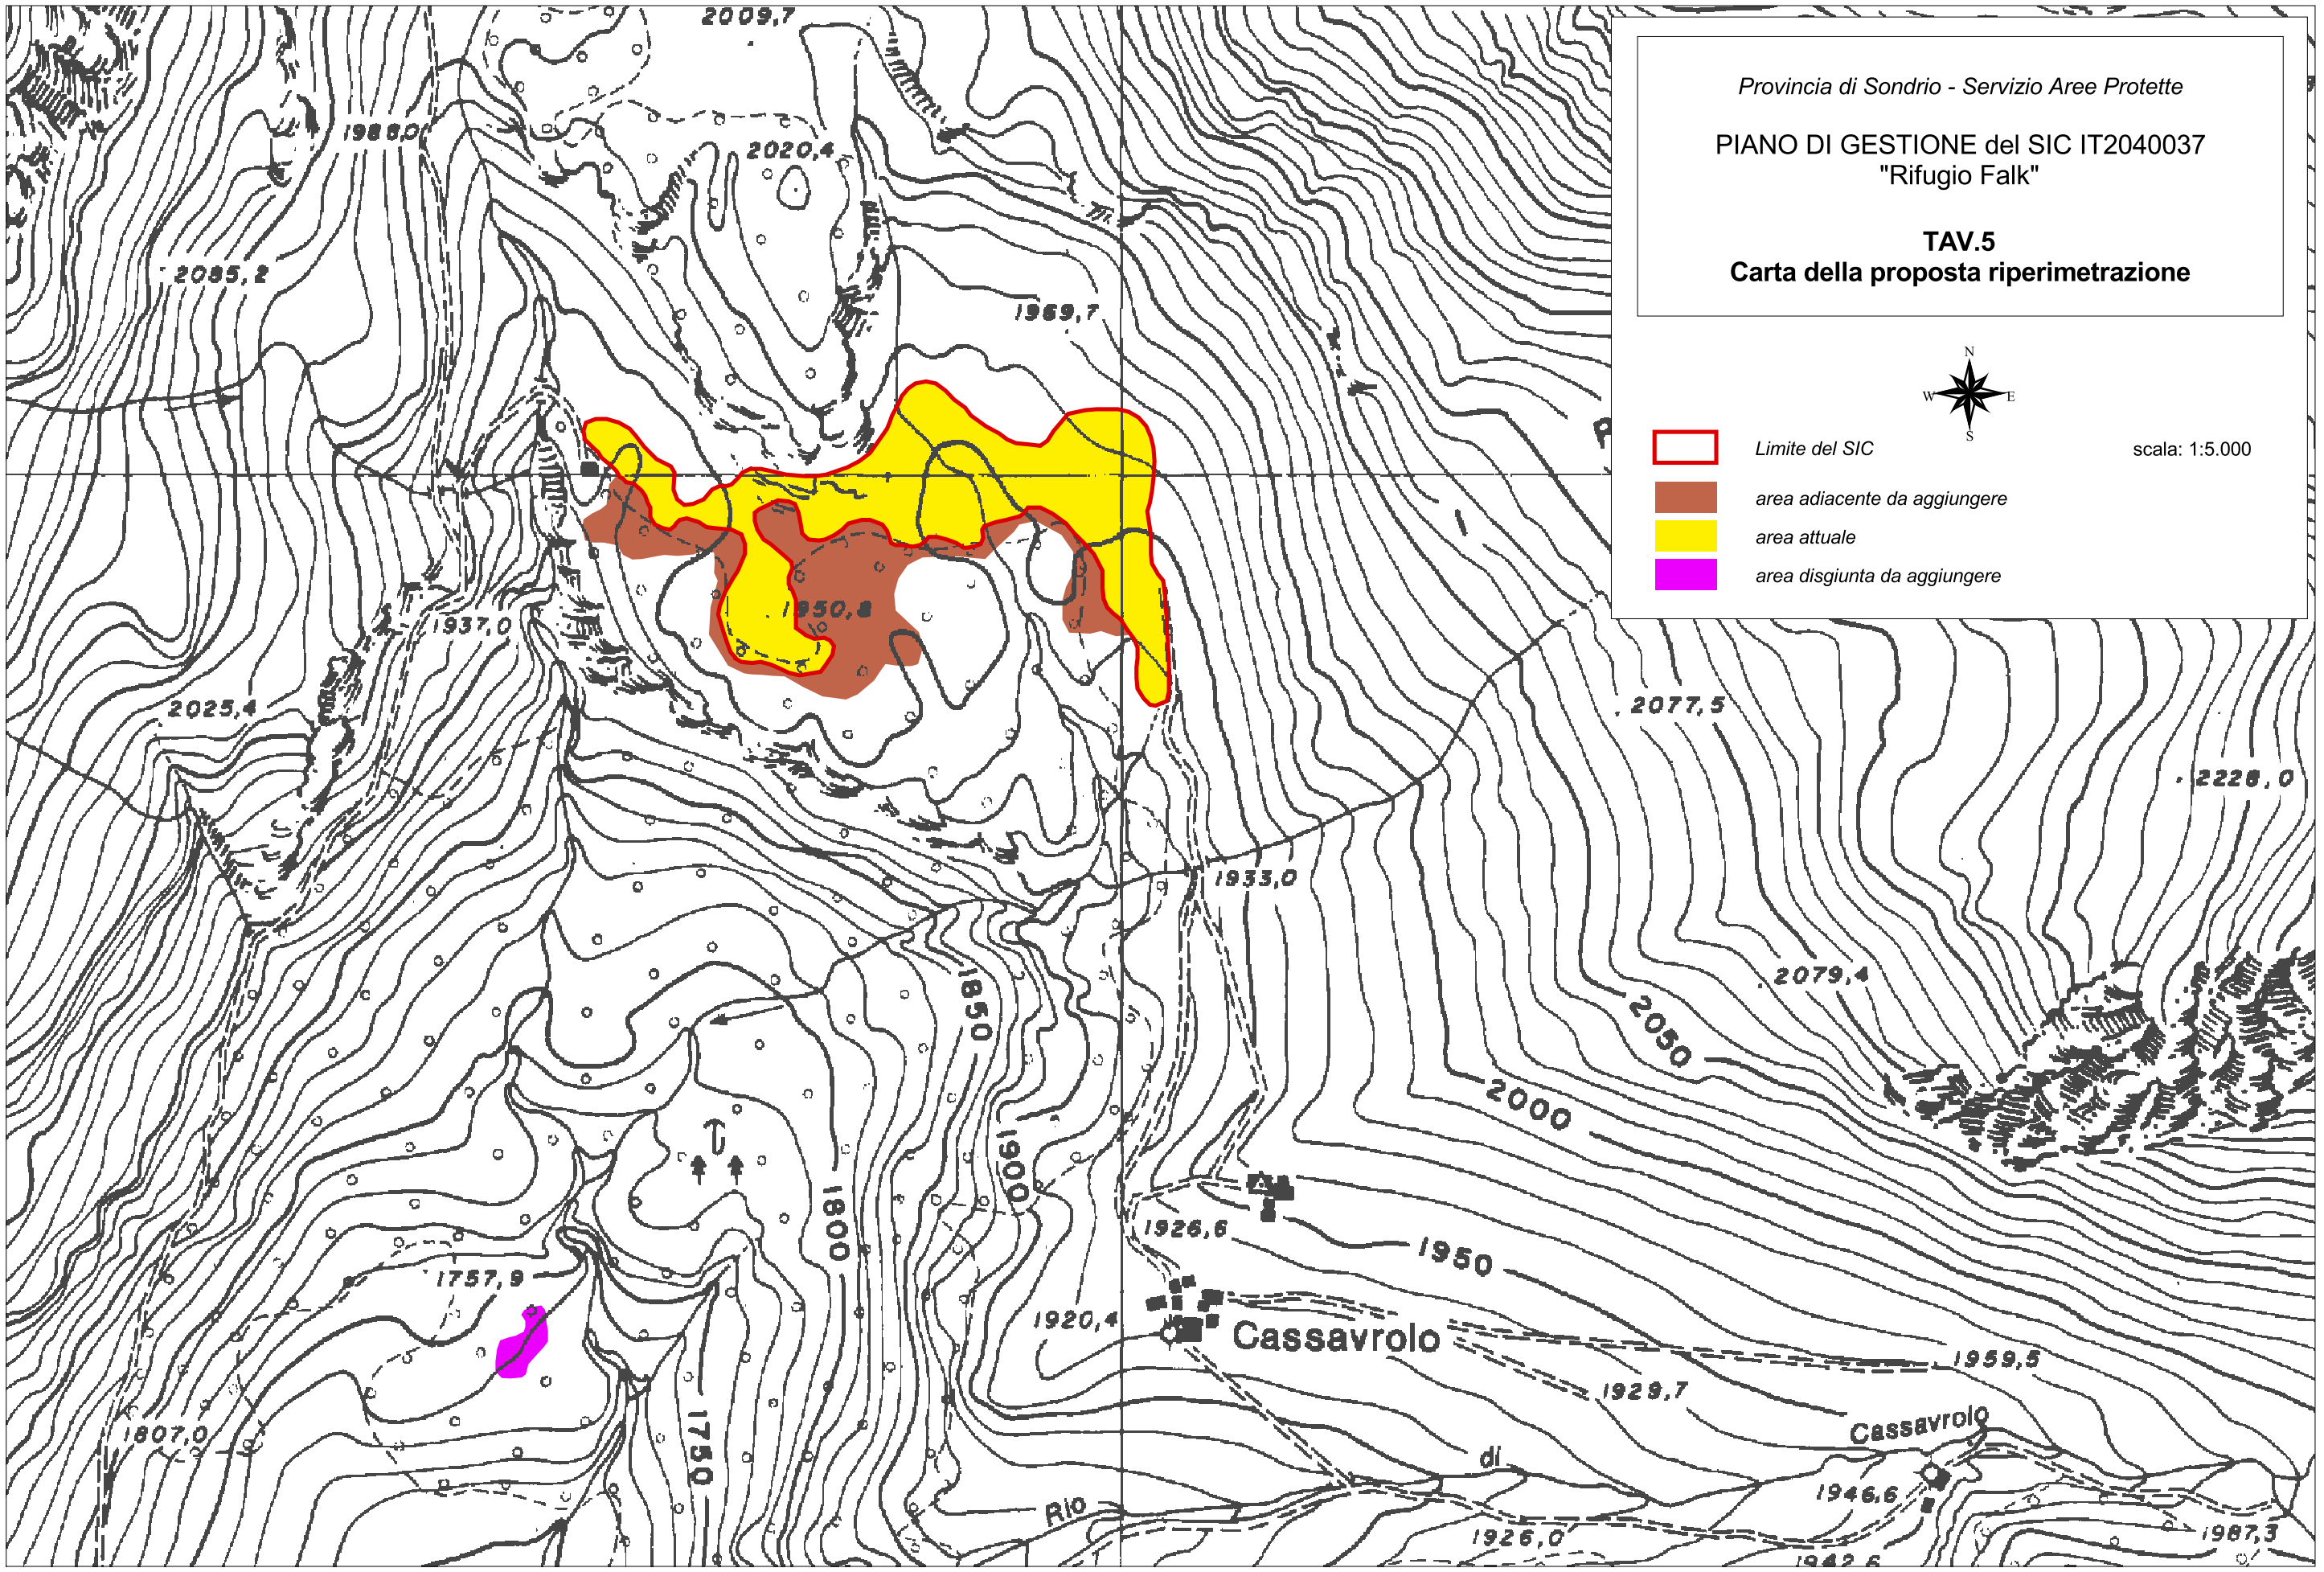 2009,7
1986,0
2020,4
2085,2
1969,7
Provincia di Sondrio - Servizio Aree Protette
PIANO DI GESTIONE del SIC IT2040037
"Rifugio Falk"
TAV.5
Carta della proposta riperimetrazione
N
W
E
S
Limite del SIC
scala: 1:5.000
area adiacente da aggiungere
area attuale
area disgiunta da aggiungere
1950,8
1937,0
2025,4
2077,5
2228,0
1933,0
2079,4
1850
2050
2000
1900
1800
1926,6
1950
1757,9
1920,4
Cassavrolo
1959,5
1929,7
1807,0
1750
Rio
di
Cassavrolo
1946,6
1926,0
1987,3
1942,6